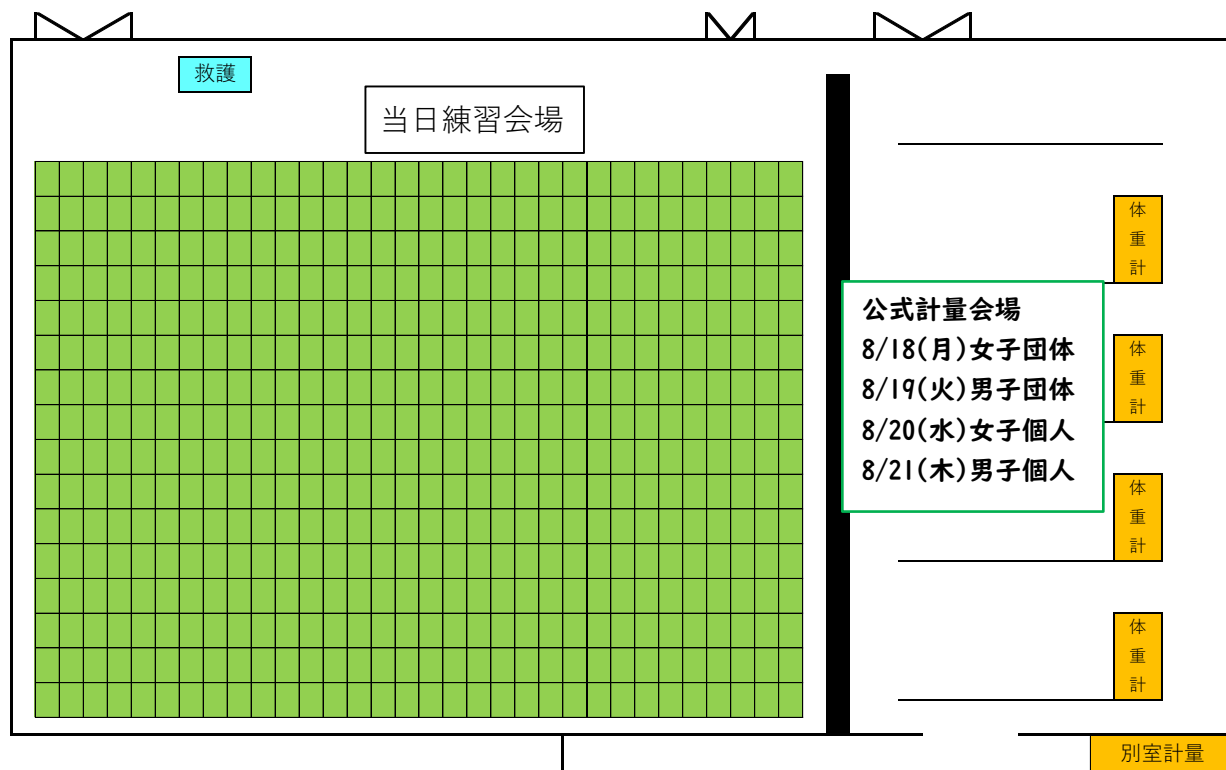 救護
当日練習会場
体重計
公式計量会場
8/18(月)女子団体
8/19(火)男子団体
8/20(水)女子個人
8/21(木)男子個人
体重計
体重計
体重計
別室計量